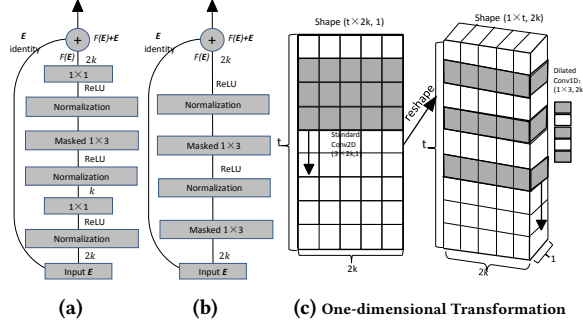 E
identity
+
F(E)+E
F(E)
2k
1×1
ReLU
Normalization
Masked 1×3
ReLU
Normalization
k
1×1
ReLU
Normalization
2k
Input E
(a)
E
identity
+
F(E)+E
F(E)
2k
ReLU
Normalization
Masked 1×3
ReLU
Normalization
Masked 1×3
2k
Input E
(b)
Shape (t×2k, 1)
t
Standard
Conv2D
(3×2k,1)
2k
reshape
Shape (1×t, 2k)
t
2k
1
Dilated
Conv1D:
(1×3, 2k
(c) One-dimensional Transformation